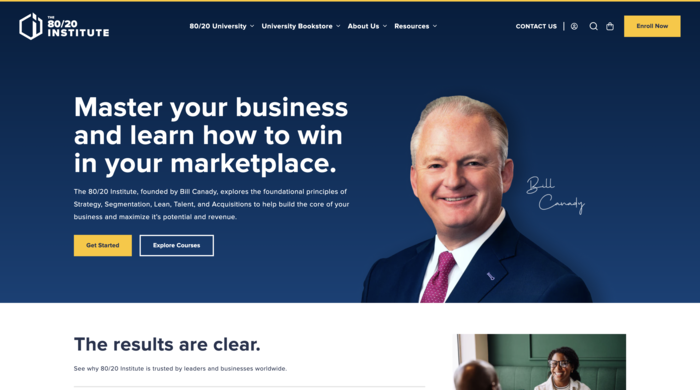 THE
80/20
INSTITUTE
80/20 University
University Bookstore
About Us
Resources
CONTACT US
Enroll Now
Master your business
and learn how to win
in your marketplace.
The 80/20 Institute, founded by Bill Canady, explores the foundational principles of
Strategy, Segmentation, Lean, Talent, and Acquisitions to help build the core of your
business and maximize it's potential and revenue.
Get Started
Explore Courses
Bill
Canady
The results are clear.
See why 80/20 Institute is trusted by leaders and businesses worldwide.